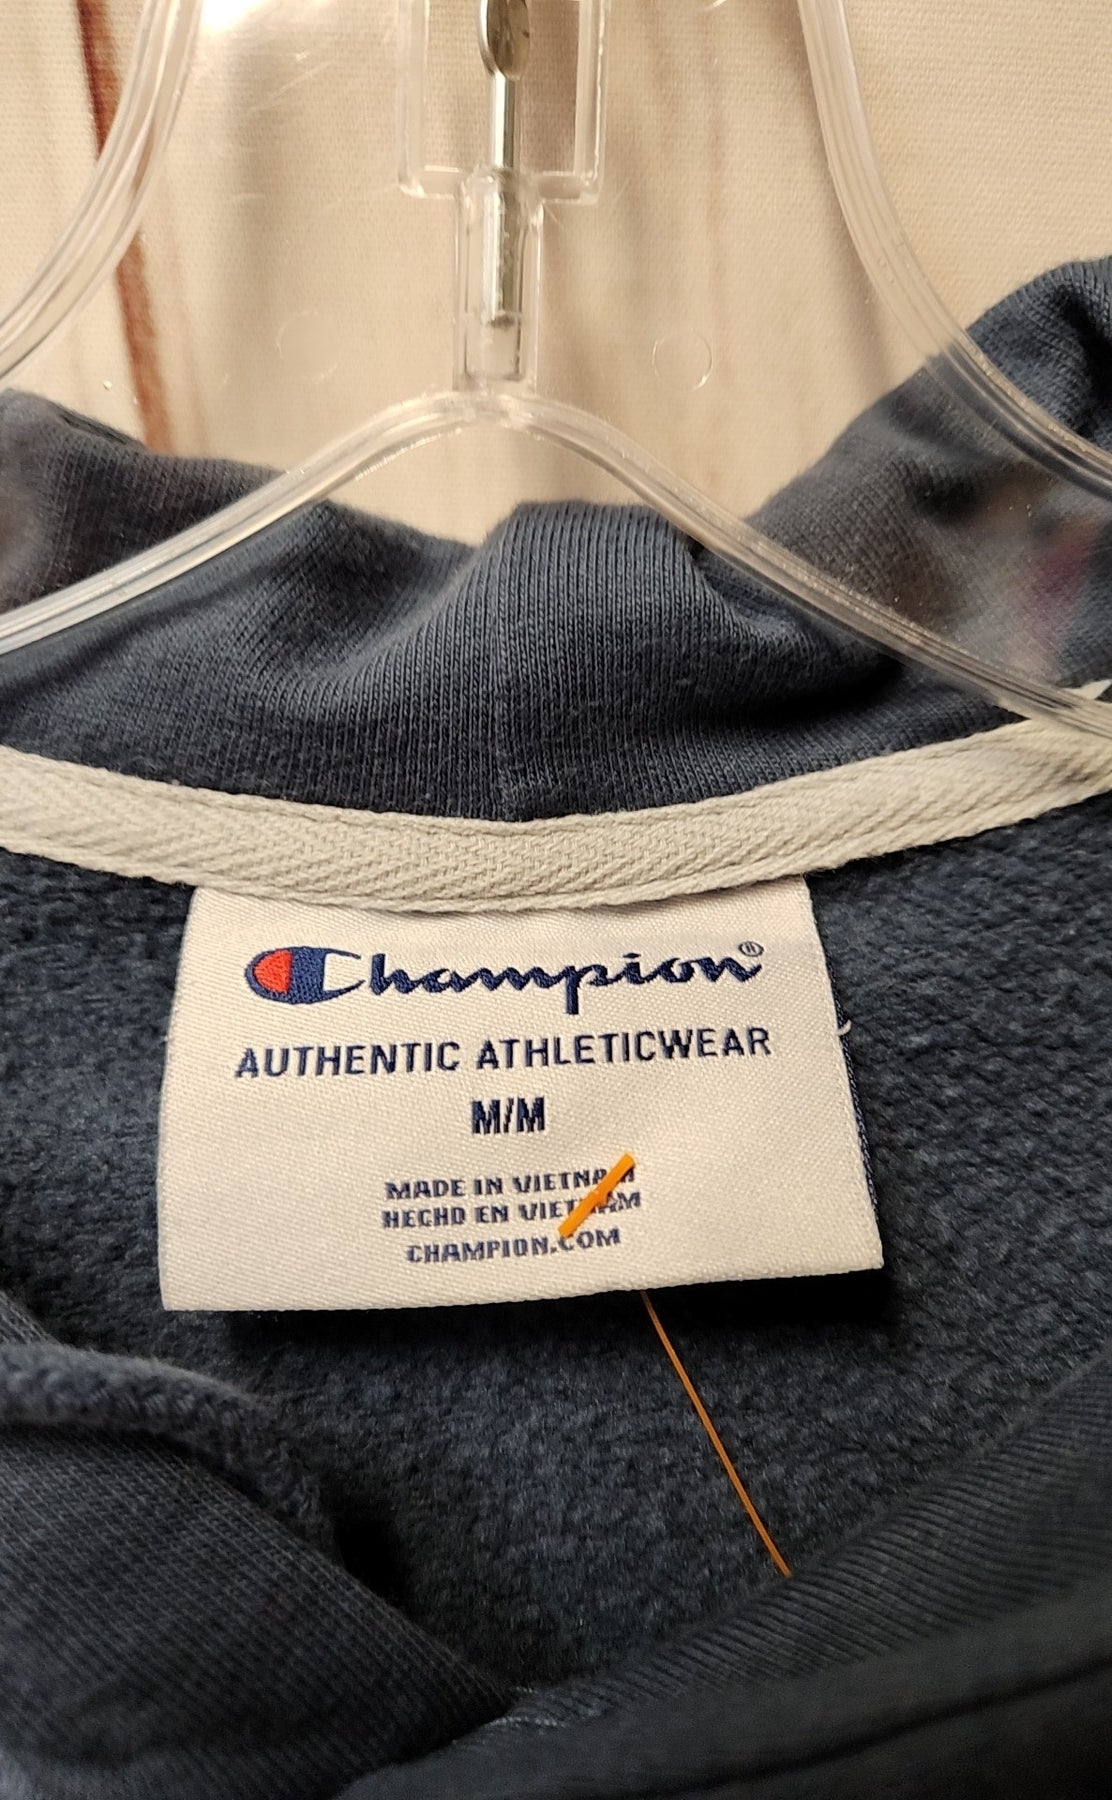 Champion®
AUTHENTIC ATHLETICWEAR
M/M
MADE IN VIETNAM
HECHO EN VIETNAM
CHAMPION.COM